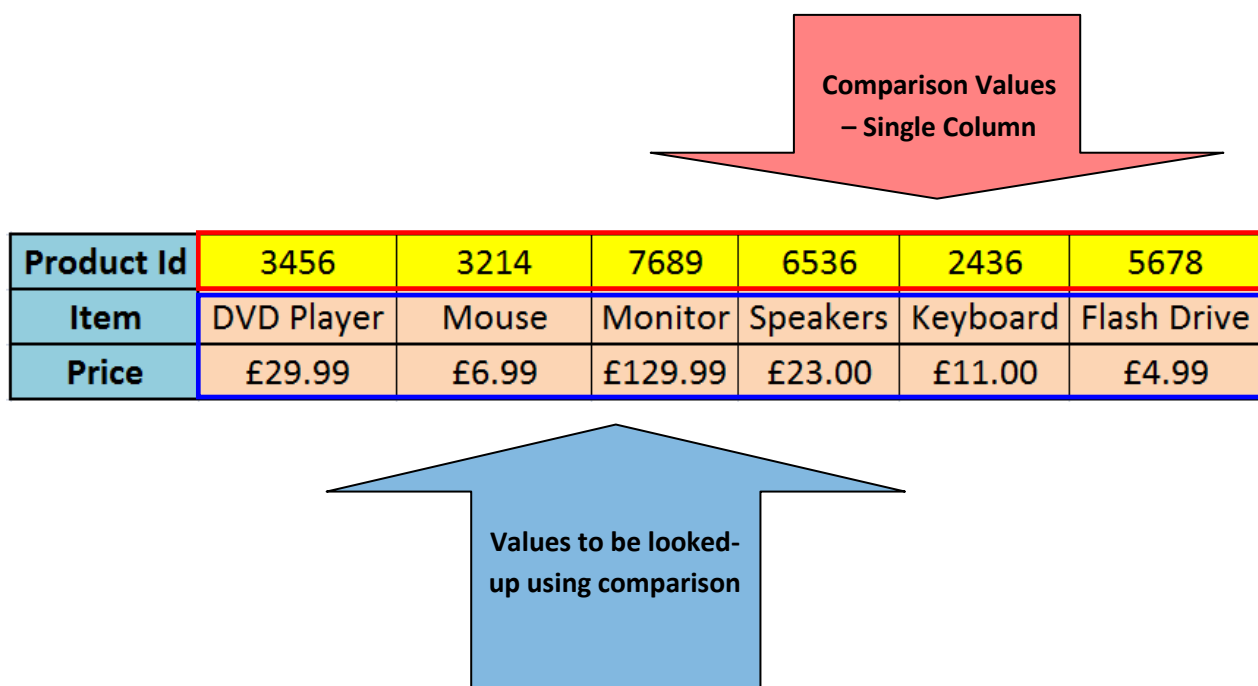 Comparison Values
– Single Column
Product Id 3456 3214 7689 6536 2436 5678
Item DVD Player Mouse Monitor Speakers Keyboard Flash Drive
Price £29.99 £6.99 £129.99 £23.00 £11.00 £4.99
Values to be looked-
up using comparison